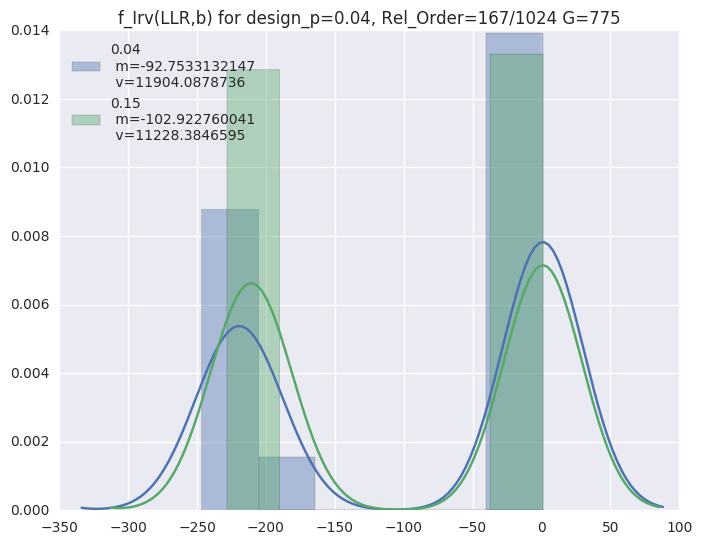 f_Irv(LLR,b) for design_p=0.04, Rel_Order=167/1024 G=775
0.014
0.012
0.010
0.008
0.006
0.004
0.002
0.000
0.04
m=-92.7533132147
v=11904.0878736
0.15
m=-102.922760041
v=11228.3846595
−350 −300 −250 −200 −150 −100 −50 0 50 100